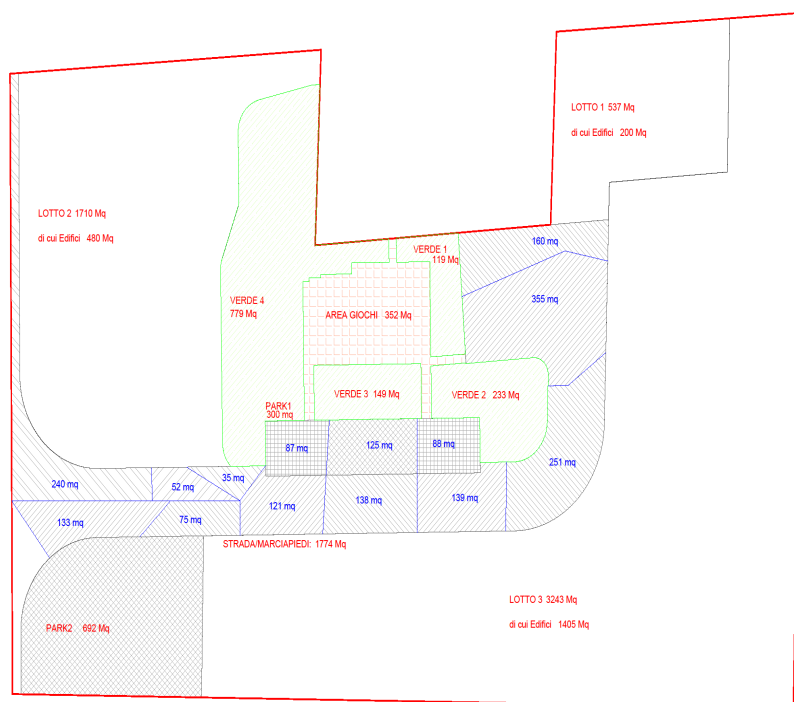 LOTTO 1 537 Mq
di cui Edifici 200 Mq
LOTTO 2 1710 Mq
di cui Edifici 480 Mq
160 mq
VERDE 1
119 Mq
355 mq
VERDE 4
779 Mq
AREA GIOCHI 352 Mq
VERDE 3 149 Mq
VERDE 2 233 Mq
PARK1
300 mq
87 mq
125 mq
88 mq
251 mq
35 mq
52 mq
240 mq
121 mq
138 mq
139 mq
133 mq
75 mq
STRADA/MARCIAPIEDI: 1774 Mq
LOTTO 3 3243 Mq
di cui Edifici 1405 Mq
PARK2 692 Mq